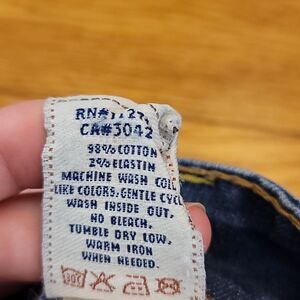 CA#3042
98% COTTON
2% ELASTIN
MACHINE WASH COLD
LIKE COLORS, GENTLE CYCL
WASH INSIDE OUT,
NO BLEACH,
TUMBLE DRY LOW,
WARM IRON
WHEN NEEDED.